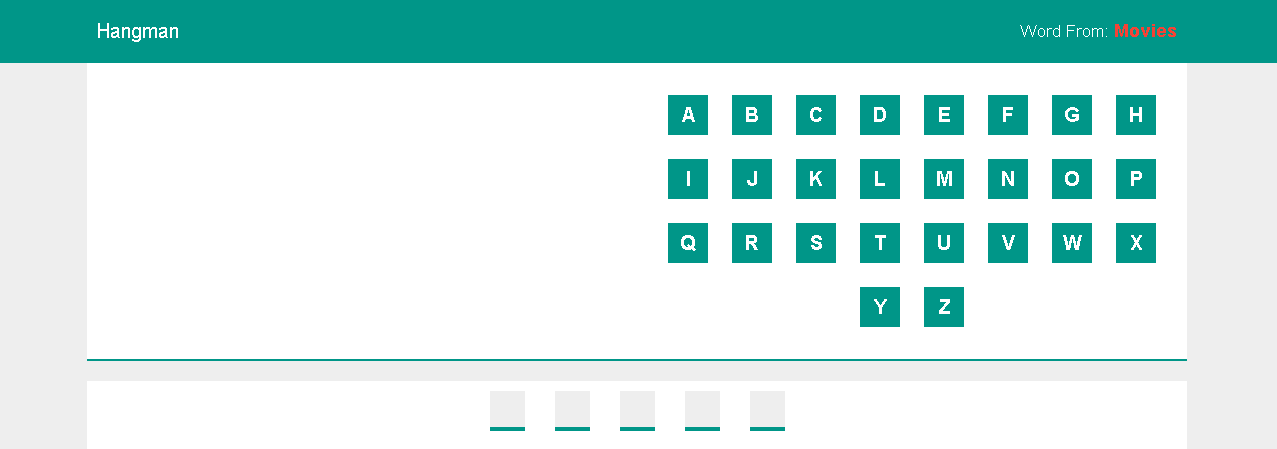 Hangman
Word From: Movies
A B C D E F G H
I J K L M N O P
Q R S T U V W X
Y Z